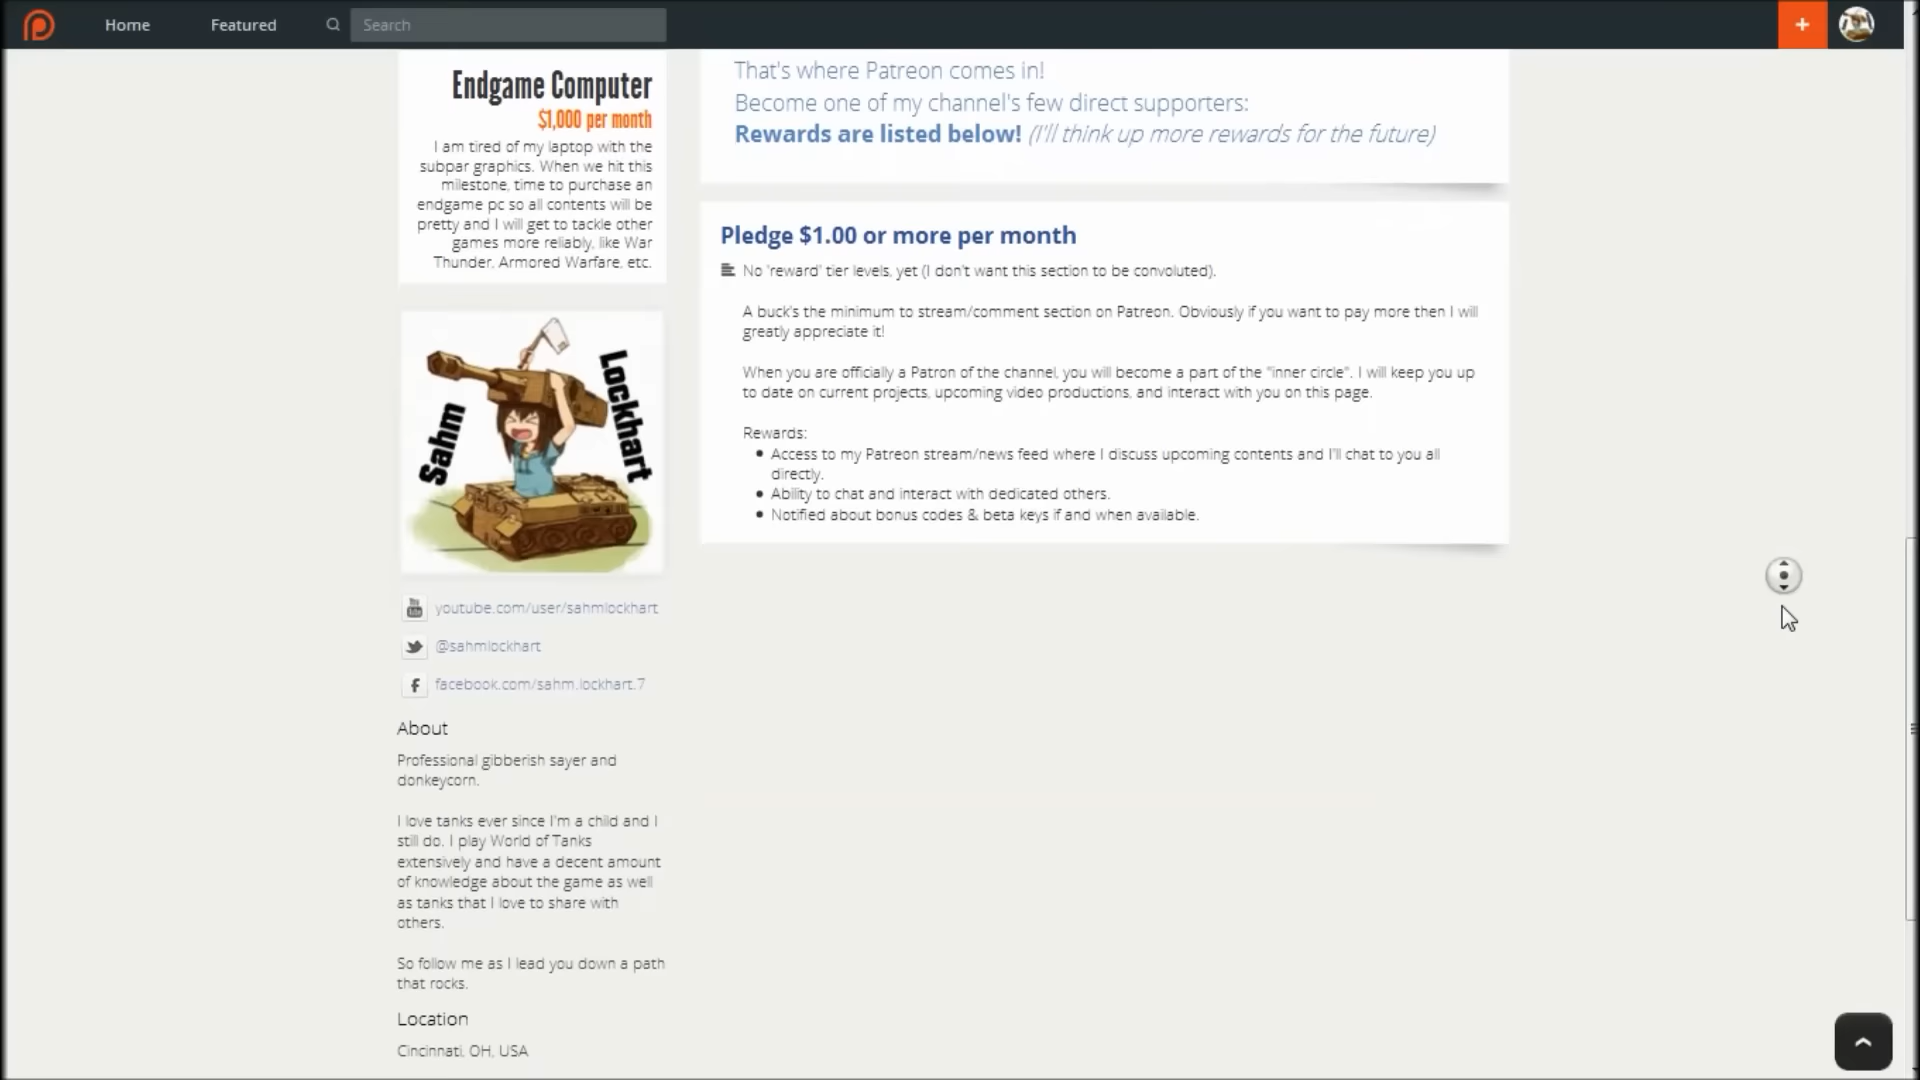 Home
Featured
Search
+
Endgame Computer
$1,000 per month
I am tired of my laptop with the
subpar graphics. When we hit this
milestone, time to purchase an
endgame pc so all contents will be
pretty and I will get to tackle other
games more reliably, like War
Thunder, Armored Warfare, etc.
Sahm
Lockhart
youtube.com/user/sahmlockhart
@sahmlockhart
facebook.com/sahm.lockhart.7
About
Professional gibberish sayer and
donkeycorn.
I love tanks ever since I'm a child and I
still do. I play World of Tanks
extensively and have a decent amount
of knowledge about the game as well
as tanks that I love to share with
others.
So follow me as I lead you down a path
that rocks.
Location
Cincinnati, OH, USA
That's where Patreon comes in!
Become one of my channel's few direct supporters:
Rewards are listed below! (I'll think up more rewards for the future)
Pledge $1.00 or more per month
No 'reward' tier levels, yet (I don't want this section to be convoluted).
A buck's the minimum to stream/comment section on Patreon. Obviously if you want to pay more then I will
greatly appreciate it!
When you are officially a Patron of the channel, you will become a part of the "inner circle". I will keep you up
to date on current projects, upcoming video productions, and interact with you on this page.
Rewards:
• Access to my Patreon stream/news feed where I discuss upcoming contents and I'll chat to you all
directly.
• Ability to chat and interact with dedicated others.
• Notified about bonus codes & beta keys if and when available.